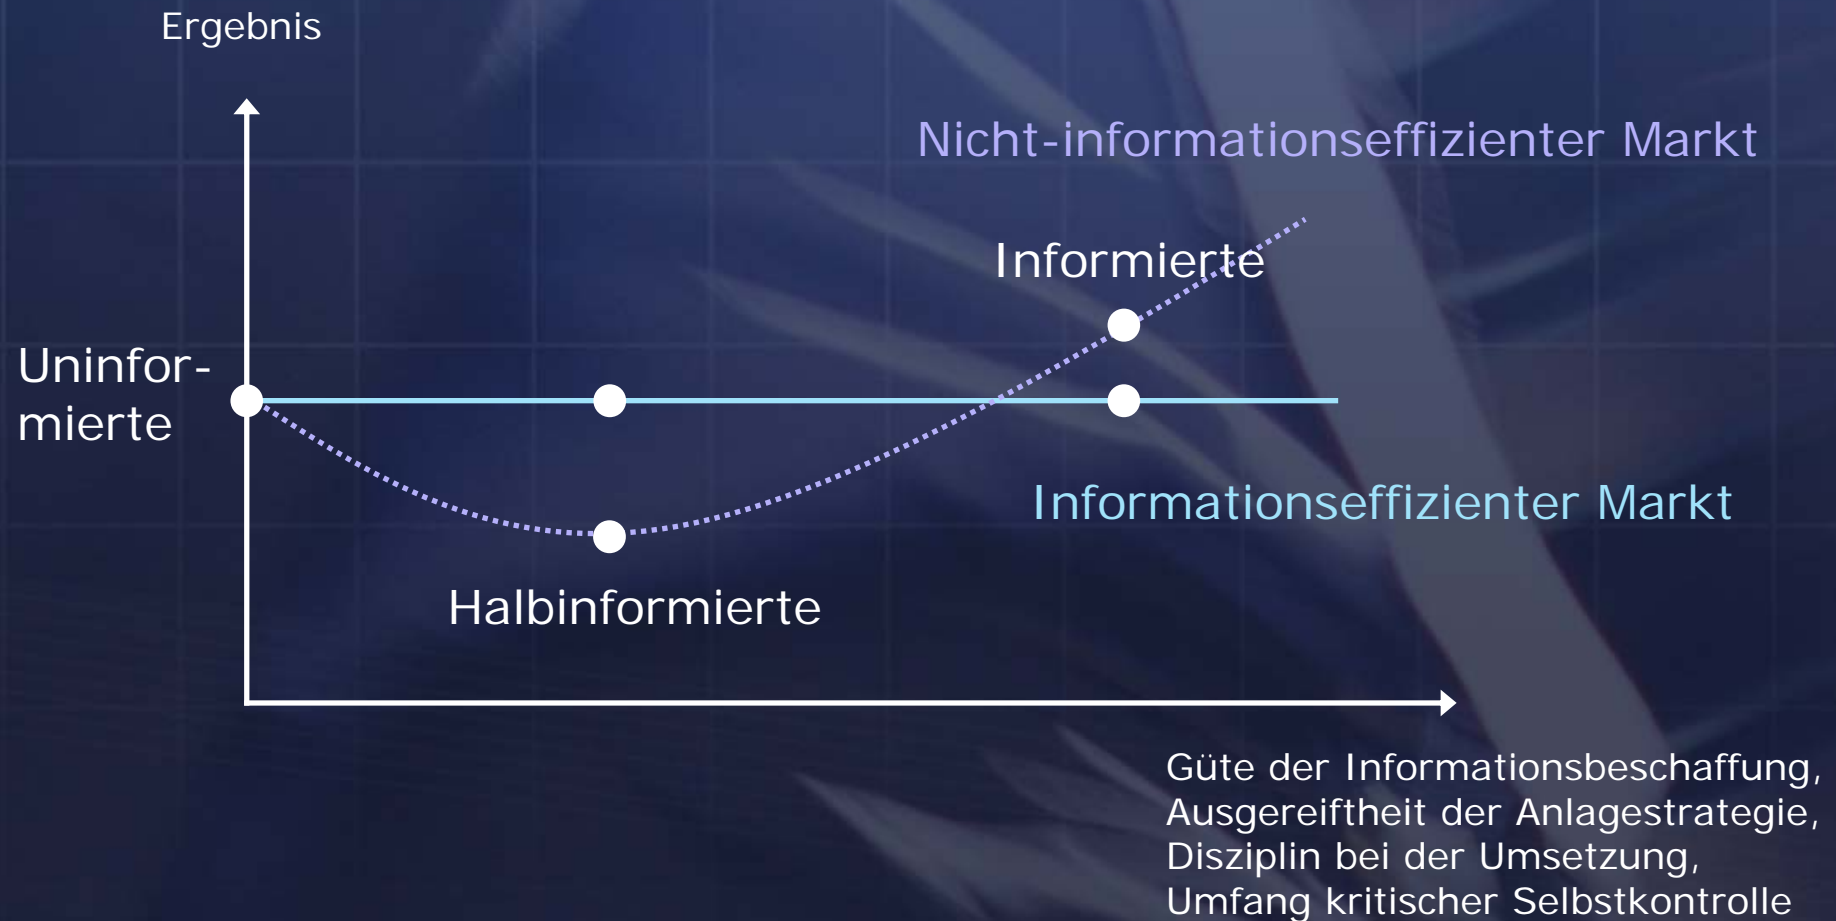 Ergebnis
Nicht-informationseffizienter Markt
Informierte
Uninfor-
mierte
Informationseffizienter Markt
Halbinformierte
Güte der Informationsbeschaffung,
Ausgereiftheit der Anlagestrategie,
Disziplin bei der Umsetzung,
Umfang kritischer Selbstkontrolle